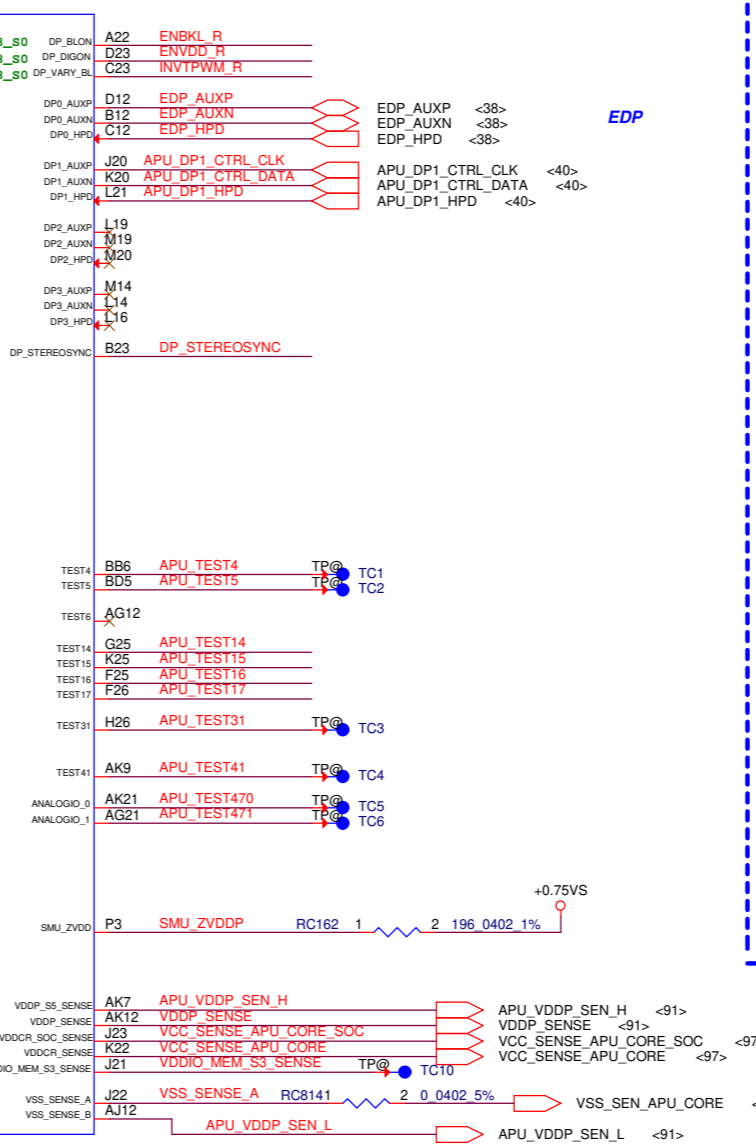 _S0 DP_BLON A22 ENBKL_R
DP_DIGON D23 ENVDD_R
_S0 DP_VARY_BL C23 INVTPWM_R
DP0_AUXP D12 EDP_AUXP EDP_AUXP <38> EDP
DP0_AUXN B12 EDP_AUXN EDP_AUXN <38>
DP0_HPD C12 EDP_HPD EDP_HPD <38>
DP1_AUXP J20 APU_DP1_CTRL_CLK APU_DP1_CTRL_CLK <40>
DP1_AUXN K20 APU_DP1_CTRL_DATA APU_DP1_CTRL_DATA <40>
DP1_HPD L21 APU_DP1_HPD APU_DP1_HPD <40>
DP2_AUXP L19
DP2_AUXN M19
DP2_HPD M20
DP3_AUXP M14
DP3_AUXN L14
DP3_HPD L16
DP_STEREOSYNC B23 DP_STEREOSYNC
TEST4 BB6 APU_TEST4 TP@ TC1
TEST5 BD5 APU_TEST5 TP@ TC2
TEST6 AG12
TEST14 G25 APU_TEST14
TEST15 K25 APU_TEST15
TEST16 F25 APU_TEST16
TEST17 F26 APU_TEST17
TEST31 H26 APU_TEST31 TP@ TC3
TEST41 AK9 APU_TEST41 TP@ TC4
ANALOGIO_0 AK21 APU_TEST470 TP@ TC5
ANALOGIO_1 AG21 APU_TEST471 TP@ TC6
+0.75VS
SMU_ZVDD P3 SMU_ZVDDP RC162 1 2 196_0402_1%
VDDP_S5_SENSE AK7 APU_VDDP_SEN_H APU_VDDP_SEN_H <91>
VDDP_SENSE AK12 VDDP_SENSE VDDP_SENSE <91>
VDDCR_SOC_SENSE J23 VCC_SENSE_APU_CORE_SOC VCC_SENSE_APU_CORE_SOC <97
VDDCR_SENSE K22 VCC_SENSE_APU_CORE VCC_SENSE_APU_CORE <97>
DIO_MEM_S3_SENSE J21 VDDIO_MEM_S3_SENSE TP@ TC10
VSS_SENSE_A J22 VSS_SENSE_A RC8141 2 0_0402_5% VSS_SEN_APU_CORE <
VSS_SENSE_B AJ12 APU_VDDP_SEN_L APU_VDDP_SEN_L <91>